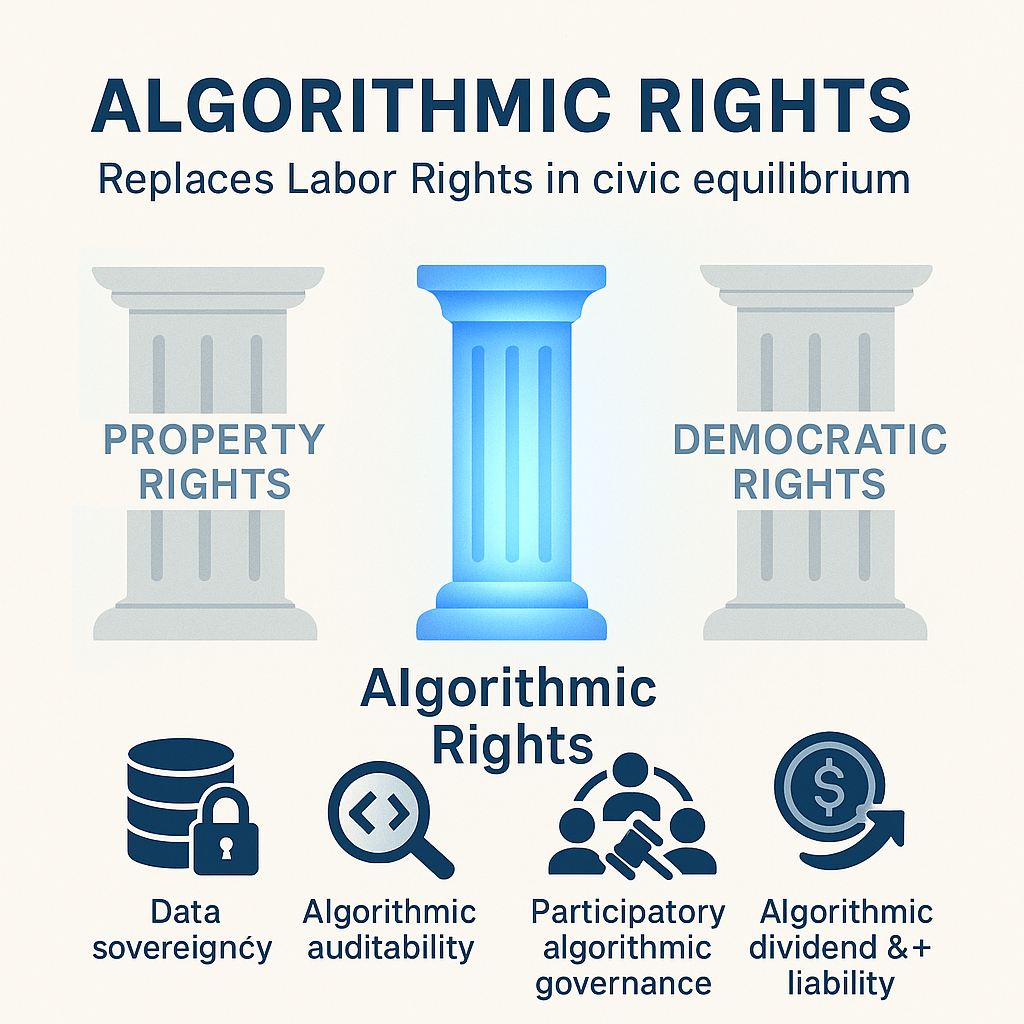 ALGORITHMIC RIGHTS
Replaces Labor Rights in civic equilibrium
PROPERTY
RIGHTS
DEMOCRATIC
RIGHTS
Algorithmic
Rights
Data
sovereignćy
Algorithmic
auditability
Participatory
algorithmic
governance
Algorithmic
dividend &+
liability